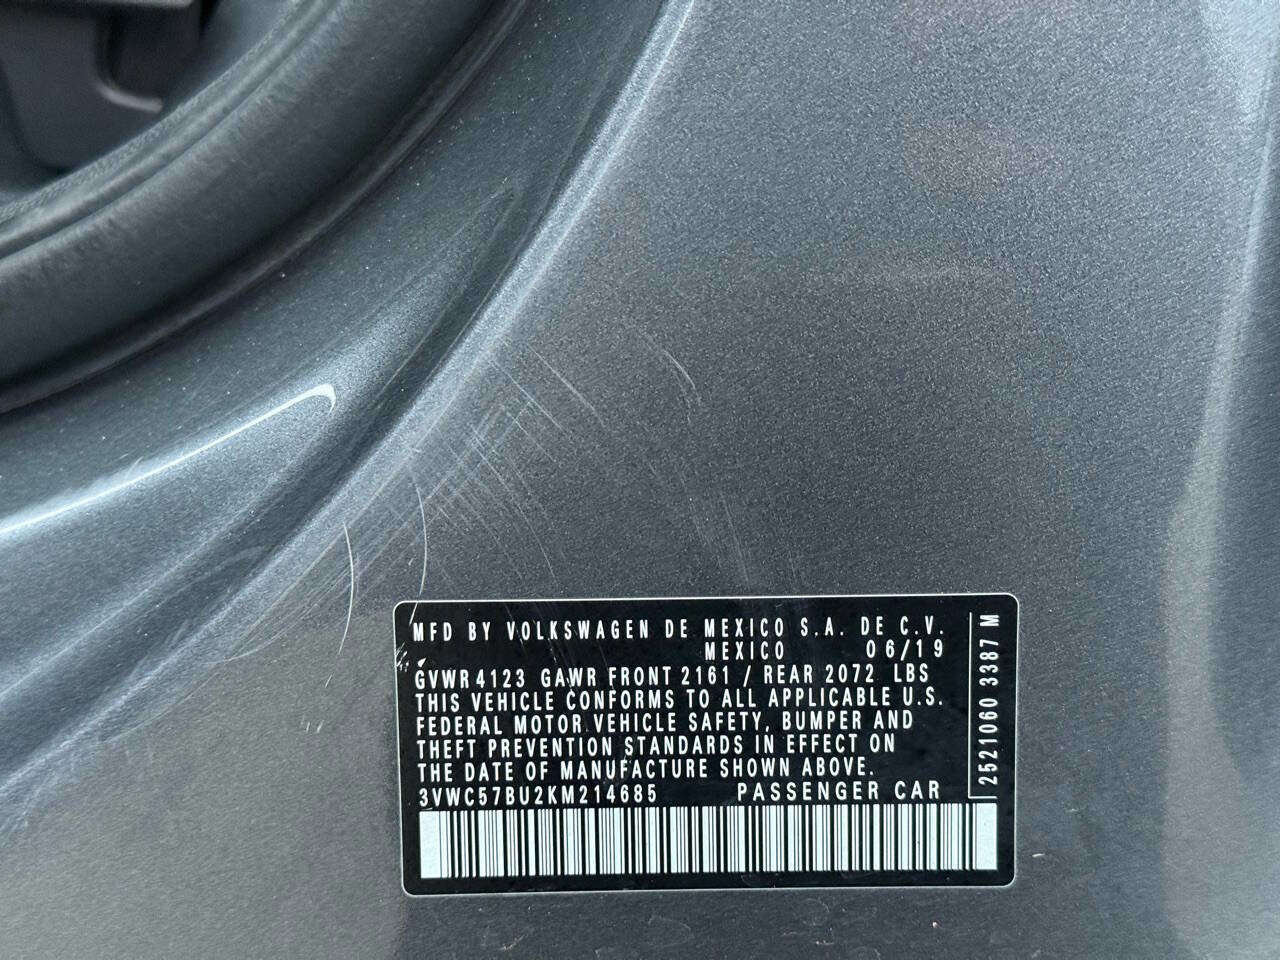 MFD BY VOLKSWAGEN DE MEXICO S.A. DE C.V.
MEXICO 06/19
GVWR 4123 GAWR FRONT 2161 / REAR 2072 LBS
THIS VEHICLE CONFORMS TO ALL APPLICABLE U.S.
FEDERAL MOTOR VEHICLE SAFETY, BUMPER AND
THEFT PREVENTION STANDARDS IN EFFECT ON
THE DATE OF MANUFACTURE SHOWN ABOVE.
3VWC57BU2KM214685 PASSENGER CAR
2521060 3387 M